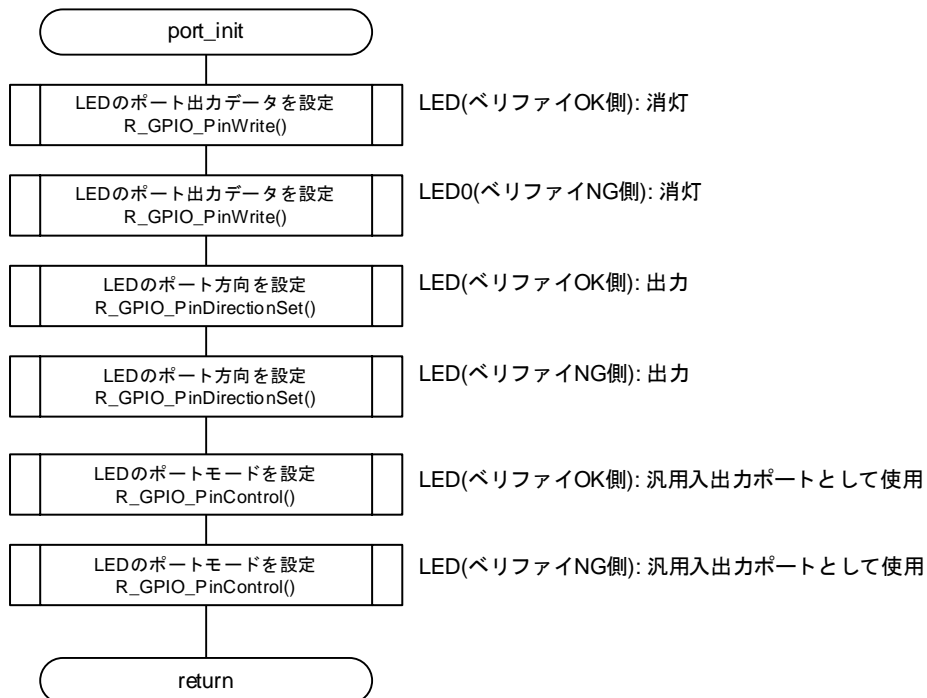 port_init
LEDのポート出力データを設定
R_GPIO_PinWrite()
LED(ベリファイOK側): 消灯
LEDのポート出力データを設定
R_GPIO_PinWrite()
LED0(ベリファイNG側): 消灯
LEDのポート方向を設定
R_GPIO_PinDirectionSet()
LED(ベリファイOK側): 出力
LEDのポート方向を設定
R_GPIO_PinDirectionSet()
LED(ベリファイNG側): 出力
LEDのポートモードを設定
R_GPIO_PinControl()
LED(ベリファイOK側): 汎用入出力ポートとして使用
LEDのポートモードを設定
R_GPIO_PinControl()
LED(ベリファイNG側): 汎用入出力ポートとして使用
return